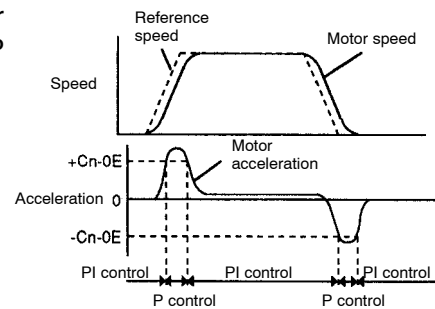 Reference
speed
Motor speed
Speed
Motor
acceleration
+Cn-0E
Acceleration 0
-Cn-0E
PI control PI control PI control
P control P control